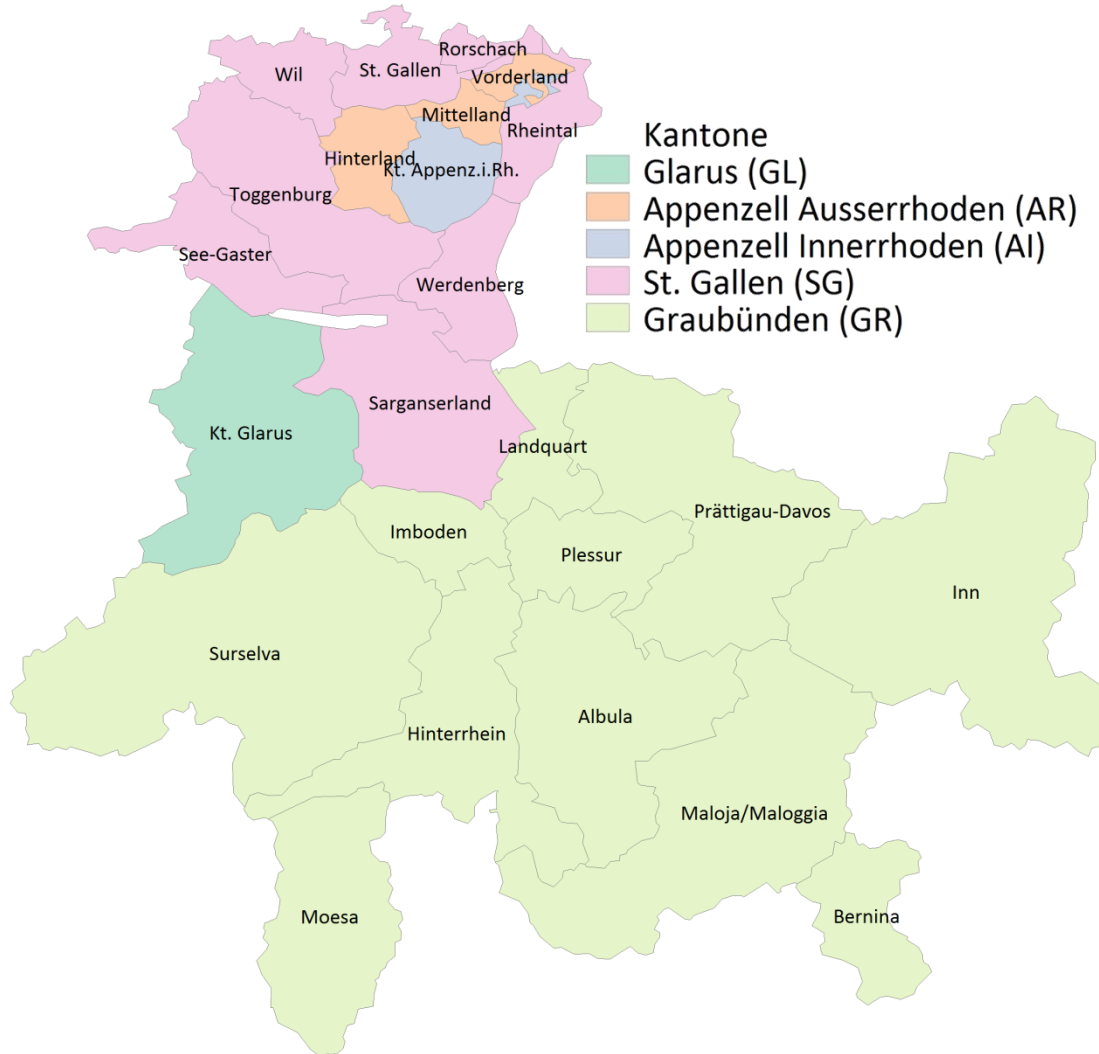 Rorschach
Wil
St. Gallen
Vorderland
Mittelland
Rheintal
Hinterland
Kt. Appenz.i.Rh.
Toggenburg
See-Gaster
Werdenberg
Sarganserland
Kt. Glarus
Landquart
Prättigau-Davos
Imboden
Plessur
Inn
Surselva
Albula
Hinterrhein
Maloja/Maloggia
Moesa
Bernina
Kantone
Glarus (GL)
Appenzell Ausserrhoden (AR)
Appenzell Innerrhoden (AI)
St. Gallen (SG)
Graubünden (GR)